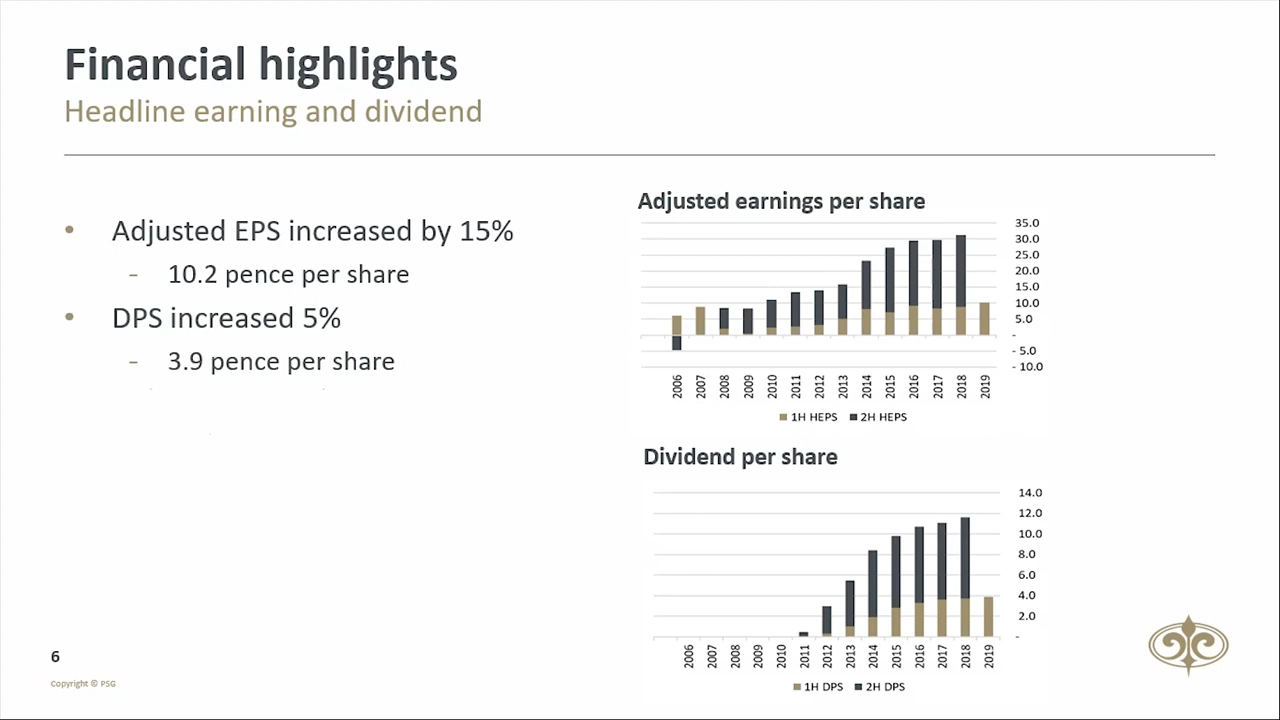 Financial highlights
Headline earning and dividend
• Adjusted EPS increased by 15%
- 10.2 pence per share
• DPS increased 5%
- 3.9 pence per share
Adjusted earnings per share
35.0
30.0
25.0
20.0
15.0
10.0
5.0
-
- 5.0
- 10.0
2006 2007 2008 2009 2010 2011 2012 2013 2014 2015 2016 2017 2018 2019
1H HEPS 2H HEPS
Dividend per share
14.0
12.0
10.0
8.0
6.0
4.0
2.0
-
2006 2007 2008 2009 2010 2011 2012 2013 2014 2015 2016 2017 2018 2019
1H DPS 2H DPS
6
Copyright © PSG